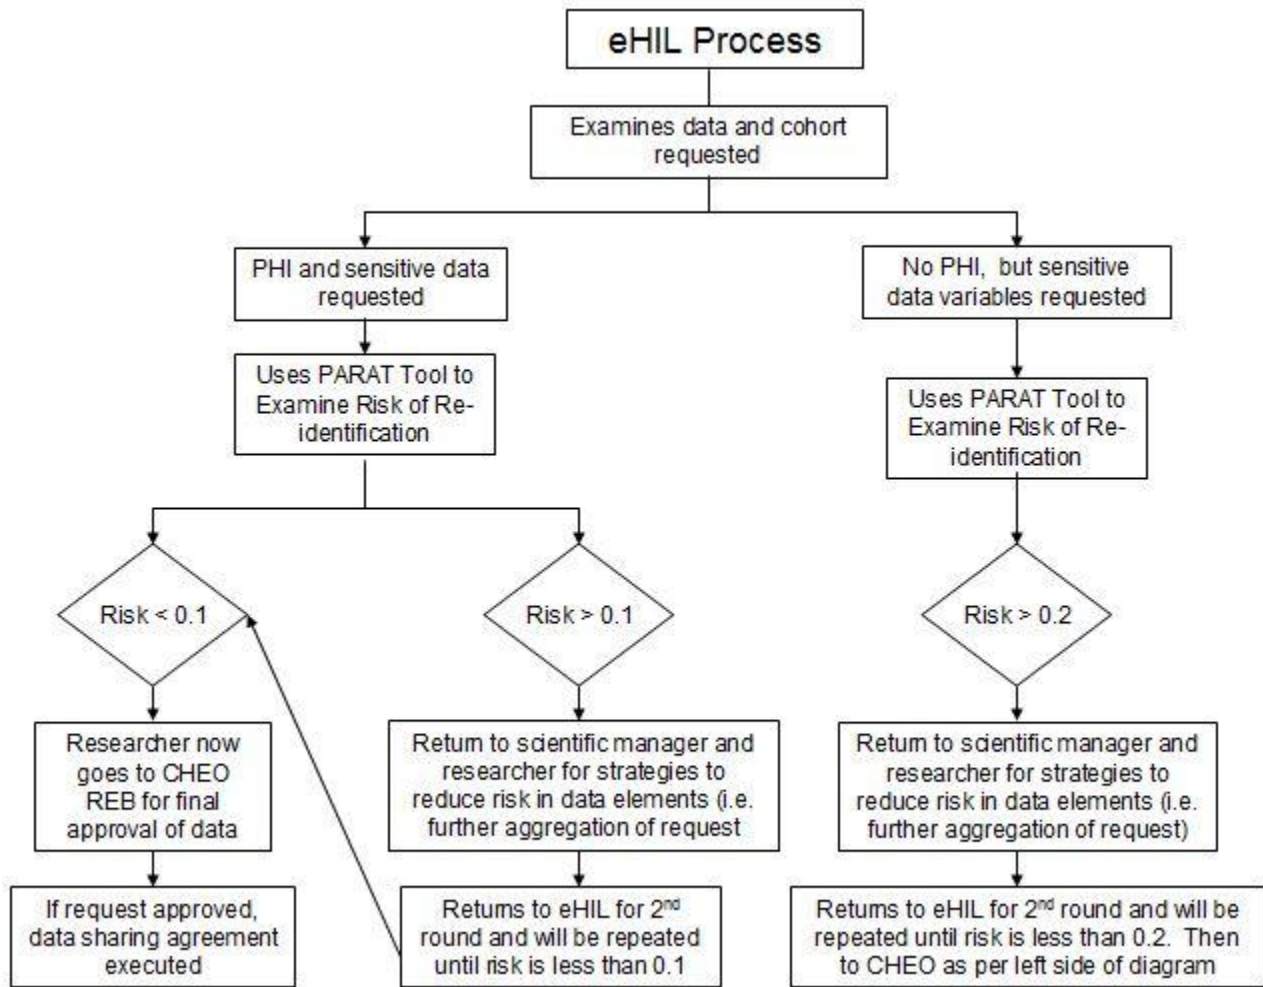 eHIL Process
Examines data and cohort
requested
PHI and sensitive data
requested
No PHI, but sensitive
data variables requested
Uses PARAT Tool to
Examine Risk of Re-
identification
Uses PARAT Tool to
Examine Risk of Re-
identification
Risk < 0.1
Risk > 0.1
Risk > 0.2
Researcher now
goes to CHEO
REB for final
approval of data
Return to scientific manager and
researcher for strategies to
reduce risk in data elements (i.e.
further aggregation of request
Return to scientific manager and
researcher for strategies to
reduce risk in data elements (i.e.
further aggregation of request)
If request approved,
data sharing agreement
executed
Returns to eHIL for 2nd
round and will be repeated
until risk is less than 0.1
Returns to eHIL for 2nd round and will be
repeated until risk is less than 0.2. Then
to CHEO as per left side of diagram